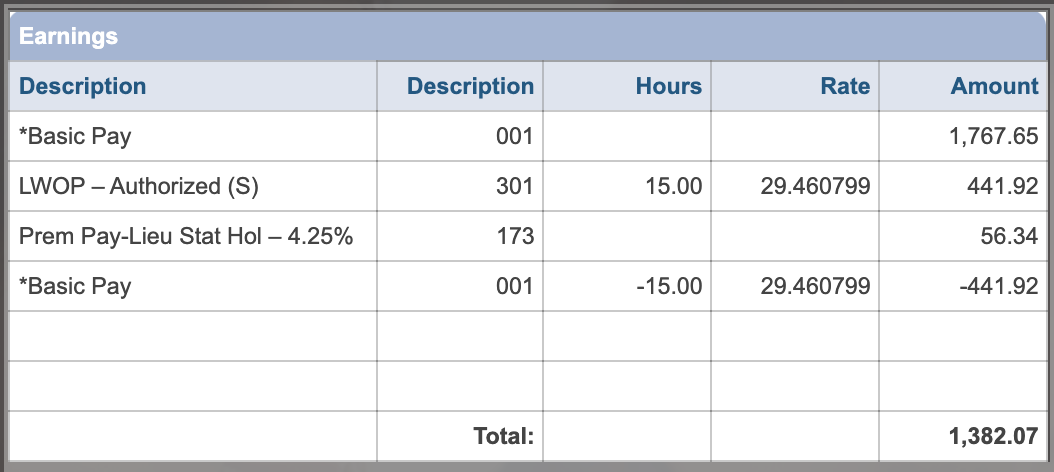 Earnings
Description Description Hours Rate Amount
*Basic Pay 001 1,767.65
LWOP – Authorized (S) 301 15.00 29.460799 441.92
Prem Pay-Lieu Stat Hol – 4.25% 173 56.34
*Basic Pay 001 -15.00 29.460799 -441.92
Total: 1,382.07